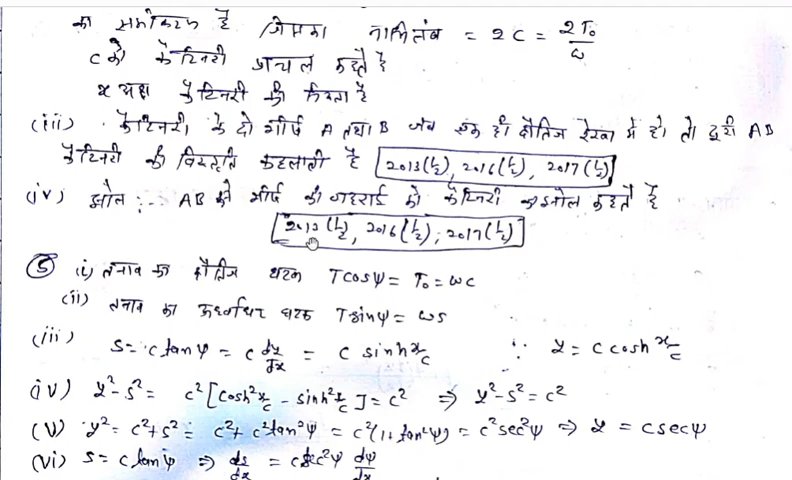 का समीकरण है जिसका नाभिलंब = 2C = 2T₀/ω
C को कैटिनरी प्राचल कहते है
x अक्ष कैटिनरी की नियता है
(iii) कैटिनरी के दो शीर्ष A तथा B जब एक ही क्षैतिज रेखा में हो तो दूरी AB
कैटिनरी की विस्तृति कहलाती है [2013(½), 2016(½), 2017(½)]
(iv) झोल :- AB से शीर्ष की गहराई को कैटिनरी का झोल कहते है
[2013(½), 2016(½), 2017(½)]
(5) (i) तनाव का क्षैतिज घटक Tcosψ = T₀ = ωc
(ii) तनाव का ऊर्ध्वाधर घटक Tsinψ = ωs
(iii) S = c tanψ = c dy/dx = c sinh x/c ∵ y = c cosh x/c
(iv) y² - s² = c² [cosh² x/c - sinh² x/c] = c² ⇒ y² - s² = c²
(v) y² = c² + s² = c² + c² tan²ψ = c²(1 + tan²ψ) = c² sec²ψ ⇒ y = c secψ
(vi) S = c tanψ ⇒ ds/dx = c sec²ψ dψ/dx